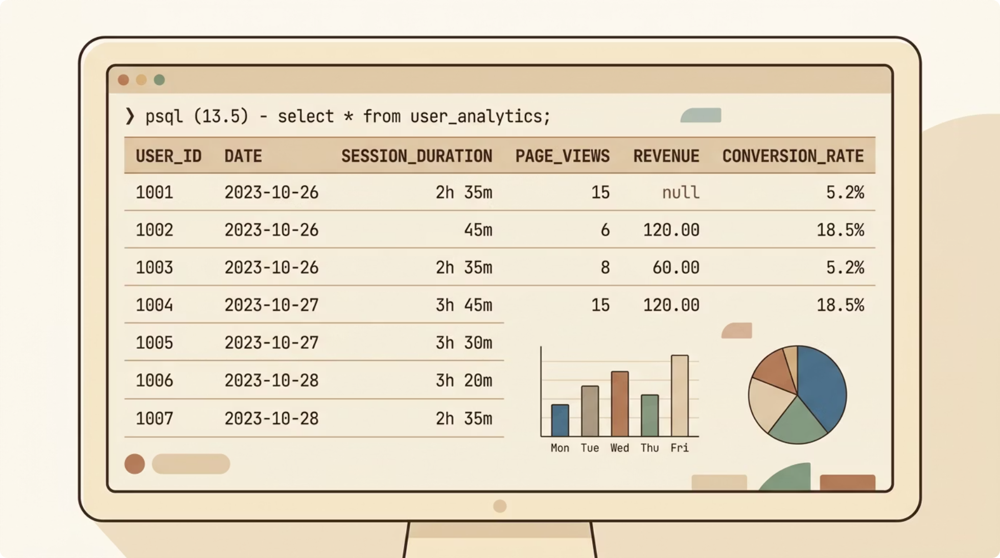 ❯ psql (13.5) - select * from user_analytics;
USER_ID DATE SESSION_DURATION PAGE_VIEWS REVENUE CONVERSION_RATE
1001 2023-10-26 2h 35m 15 null 5.2%
1002 2023-10-26 45m 6 120.00 18.5%
1003 2023-10-26 2h 35m 8 60.00 5.2%
1004 2023-10-27 3h 45m 15 120.00 18.5%
1005 2023-10-27 3h 30m
1006 2023-10-28 3h 20m
1007 2023-10-28 2h 35m
Mon Tue Wed Thu Fri